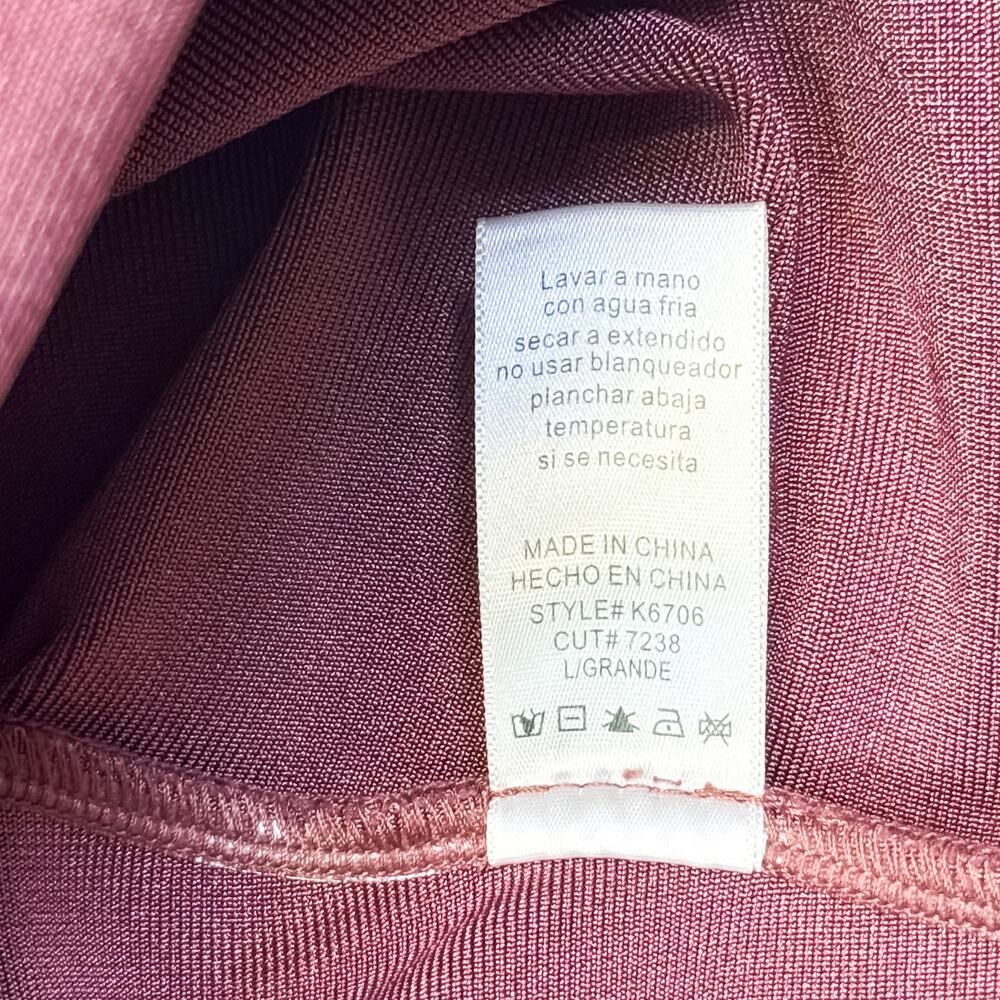 Lavar a mano
con agua fria
secar a extendido
no usar blanqueador
planchar abaja
temperatura
si se necesita
MADE IN CHINA
HECHO EN CHINA
STYLE# K6706
CUT# 7238
L/GRANDE